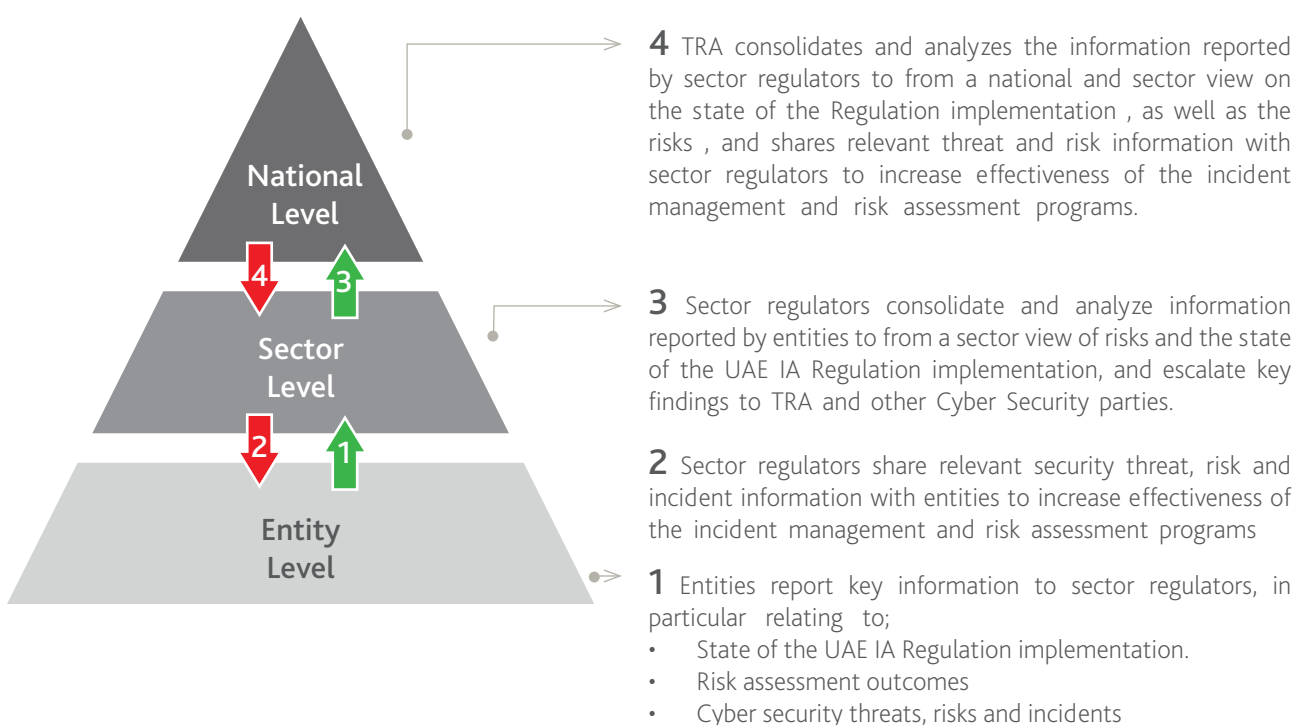 National
Level
4
3
Sector
Level
2
1
Entity
Level
4 TRA consolidates and analyzes the information reported
by sector regulators to from a national and sector view on
the state of the Regulation implementation , as well as the
risks , and shares relevant threat and risk information with
sector regulators to increase effectiveness of the incident
management and risk assessment programs.
3 Sector regulators consolidate and analyze information
reported by entities to from a sector view of risks and the state
of the UAE IA Regulation implementation, and escalate key
findings to TRA and other Cyber Security parties.
2 Sector regulators share relevant security threat, risk and
incident information with entities to increase effectiveness of
the incident management and risk assessment programs
1 Entities report key information to sector regulators, in
particular relating to;
• State of the UAE IA Regulation implementation.
• Risk assessment outcomes
• Cyber security threats, risks and incidents